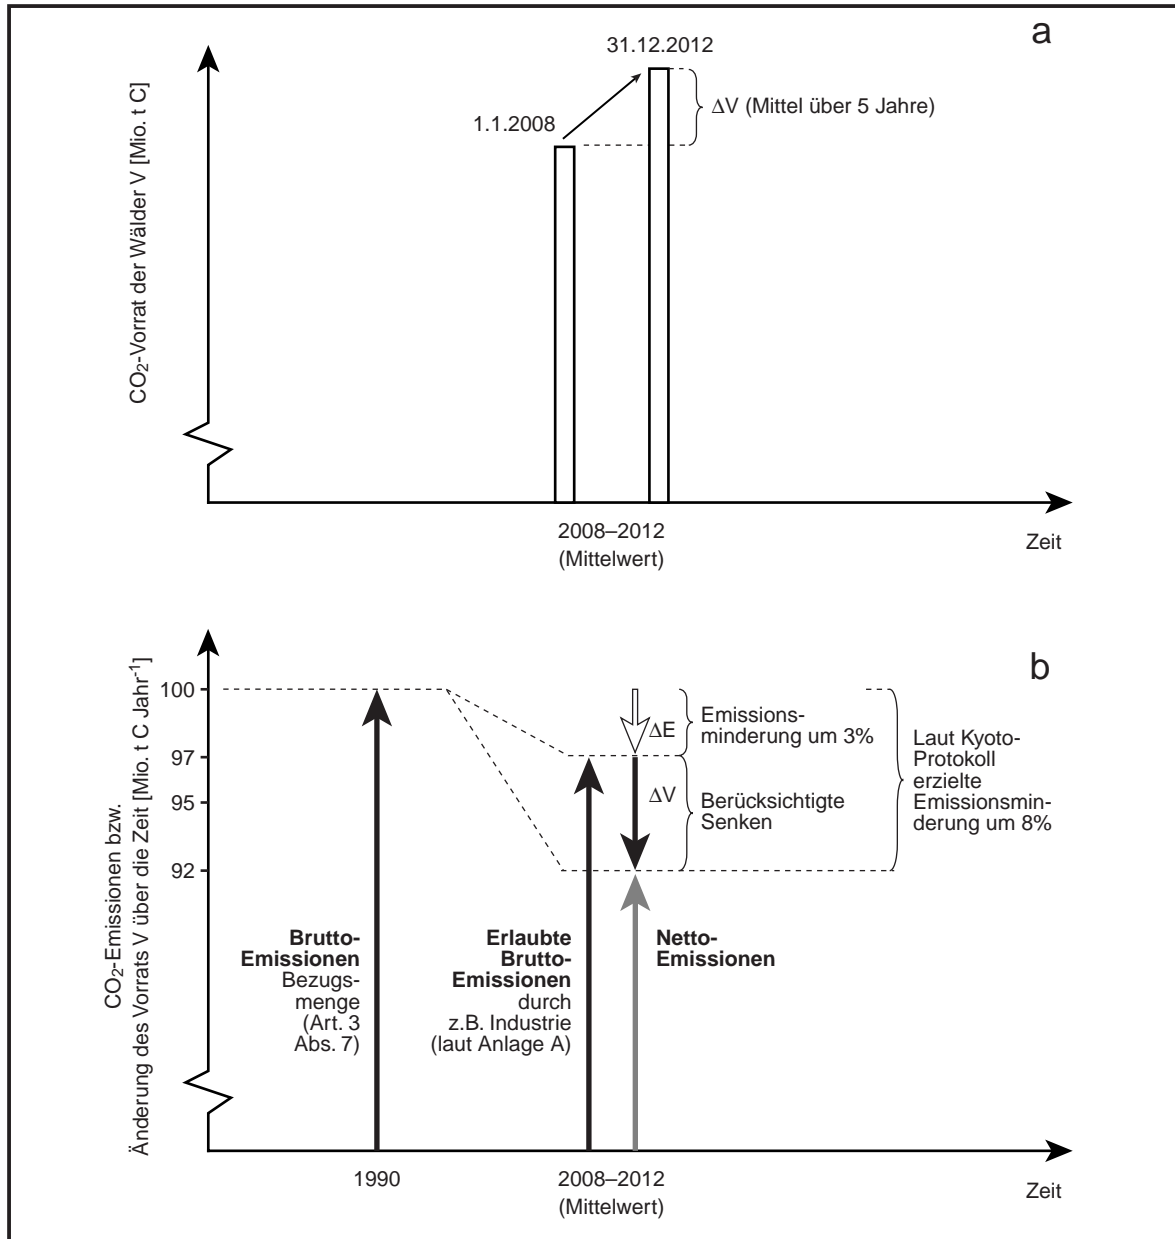 a
31.12.2012
ΔV (Mittel über 5 Jahre)
1.1.2008
CO₂-Vorrat der Wälder V [Mio. t C]
2008–2012
(Mittelwert)
Zeit
b
CO₂-Emissionen bzw.
Änderung des Vorrats V über die Zeit [Mio. t C Jahr⁻¹]
100
97
95
92
ΔE
Emissions-
minderung um 3%
ΔV
Berücksichtigte
Senken
Laut Kyoto-
Protokoll
erzielte
Emissionsmin-
derung um 8%
Brutto-
Emissionen
Bezugs-
menge
(Art. 3
Abs. 7)
Erlaubte
Brutto-
Emissionen
durch
z.B. Industrie
(laut Anlage A)
Netto-
Emissionen
1990
2008–2012
(Mittelwert)
Zeit